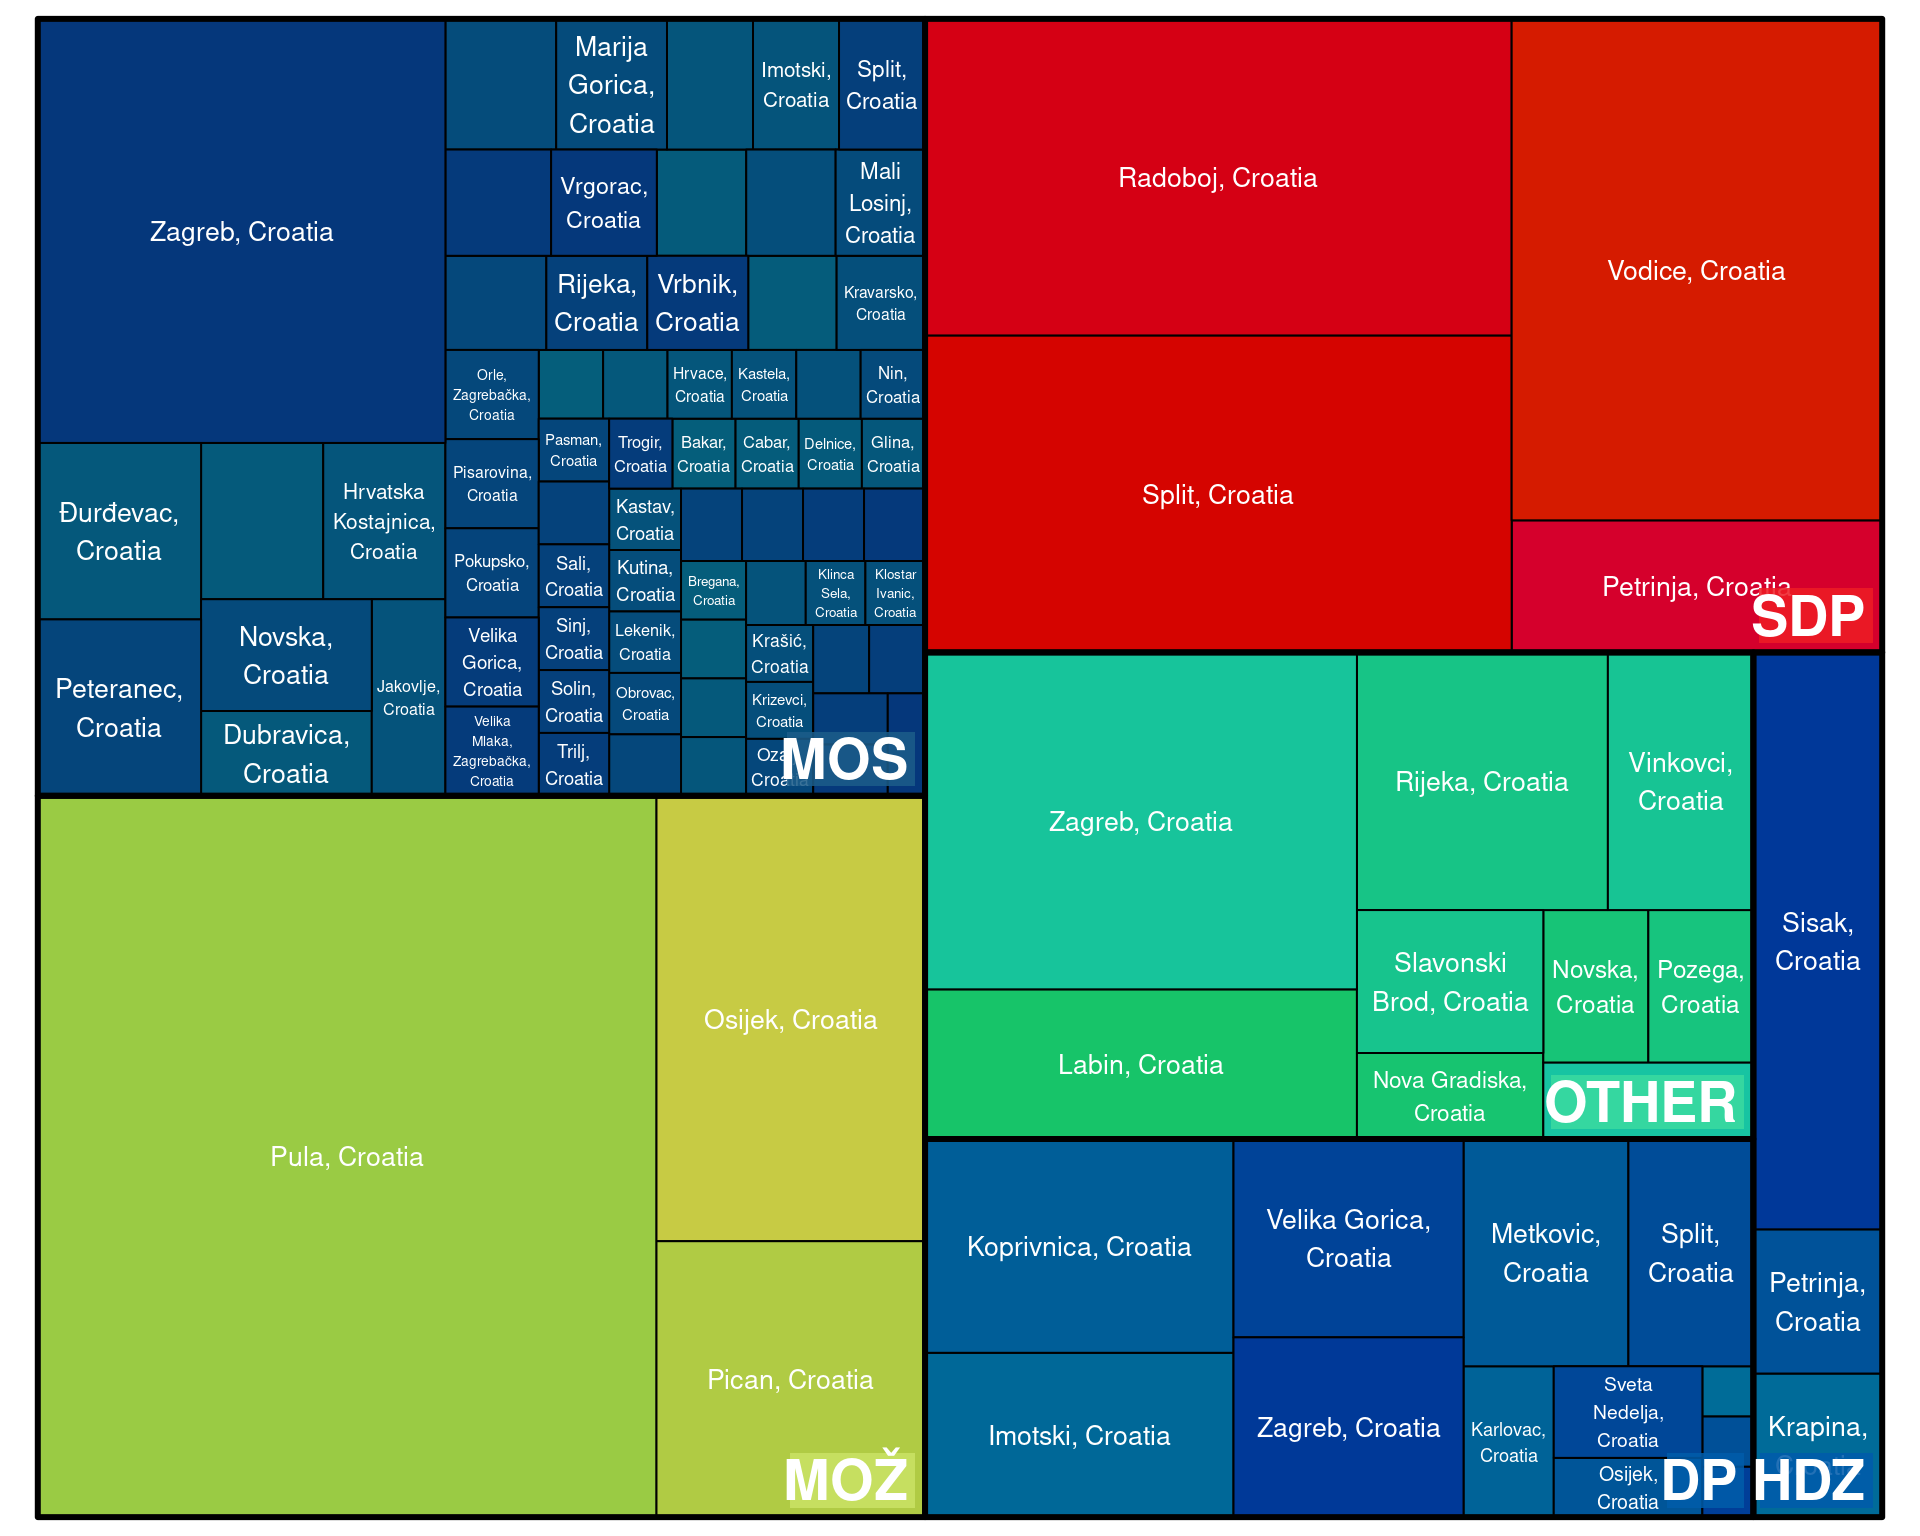 Zagreb, Croatia
Marija
Gorica,
Croatia
Imotski,
Croatia
Split,
Croatia
Vrgorac,
Croatia
Mali
Losinj,
Croatia
Rijeka,
Croatia
Vrbnik,
Croatia
Kravarsko,
Croatia
Orle,
Zagrebačka,
Croatia
Hrvace,
Croatia
Kastela,
Croatia
Nin,
Croatia
Pasman,
Croatia
Trogir,
Croatia
Bakar,
Croatia
Cabar,
Croatia
Delnice,
Croatia
Glina,
Croatia
Pisarovina,
Croatia
Kastav,
Croatia
Pokupsko,
Croatia
Sali,
Croatia
Kutina,
Croatia
Bregana,
Croatia
Klinca
Sela,
Croatia
Klostar
Ivanic,
Croatia
Velika
Gorica,
Croatia
Sinj,
Croatia
Lekenik,
Croatia
Krašić,
Croatia
Solin,
Croatia
Obrovac,
Croatia
Krizevci,
Croatia
Velika
Mlaka,
Zagrebačka,
Croatia
Trilj,
Croatia
Đurđevac,
Croatia
Hrvatska
Kostajnica,
Croatia
Peteranec,
Croatia
Novska,
Croatia
Dubravica,
Croatia
Jakovlje,
Croatia
MOS
Pula, Croatia
Osijek, Croatia
Pican, Croatia
MOŽ
Radoboj, Croatia
Split, Croatia
Vodice, Croatia
Petrinja, Croatia
SDP
Zagreb, Croatia
Labin, Croatia
Rijeka, Croatia
Vinkovci,
Croatia
Slavonski
Brod, Croatia
Novska,
Croatia
Pozega,
Croatia
Nova Gradiska,
Croatia
OTHER
Koprivnica, Croatia
Imotski, Croatia
Velika Gorica,
Croatia
Zagreb, Croatia
Metkovic,
Croatia
Split,
Croatia
Karlovac,
Croatia
Sveta
Nedelja,
Croatia
Osijek,
Croatia
DP
Sisak,
Croatia
Petrinja,
Croatia
Krapina,
HDZ